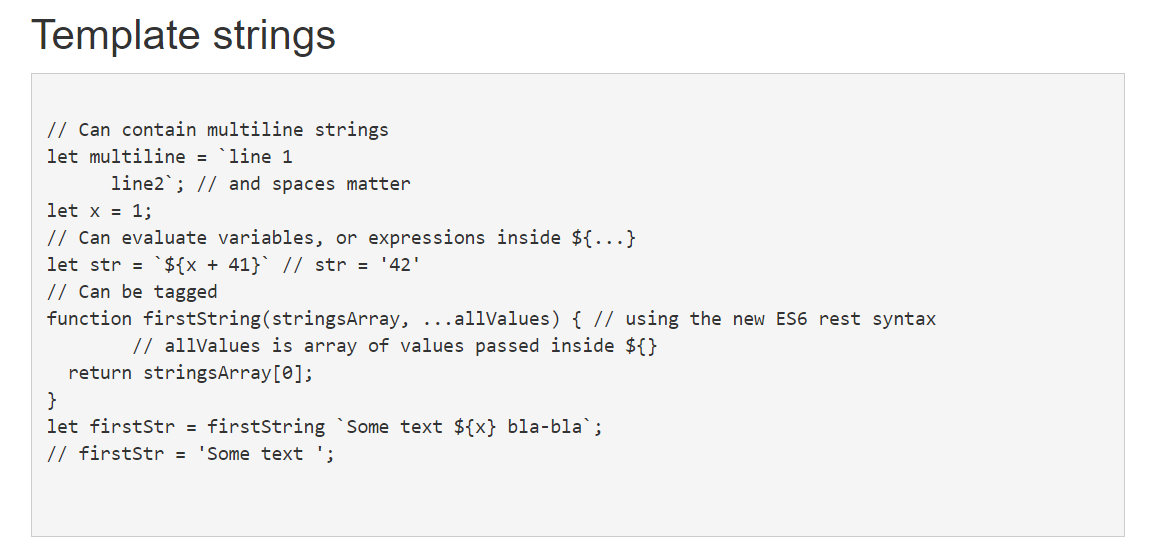 Template strings
// Can contain multiline strings
let multiline = `line 1
      line2`; // and spaces matter
let x = 1;
// Can evaluate variables, or expressions inside ${...}
let str = `${x + 41}` // str = '42'
// Can be tagged
function firstString(stringsArray, ...allValues) { // using the new ES6 rest syntax
        // allValues is array of values passed inside ${}
  return stringsArray[0];
}
let firstStr = firstString `Some text ${x} bla-bla`;
// firstStr = 'Some text ';